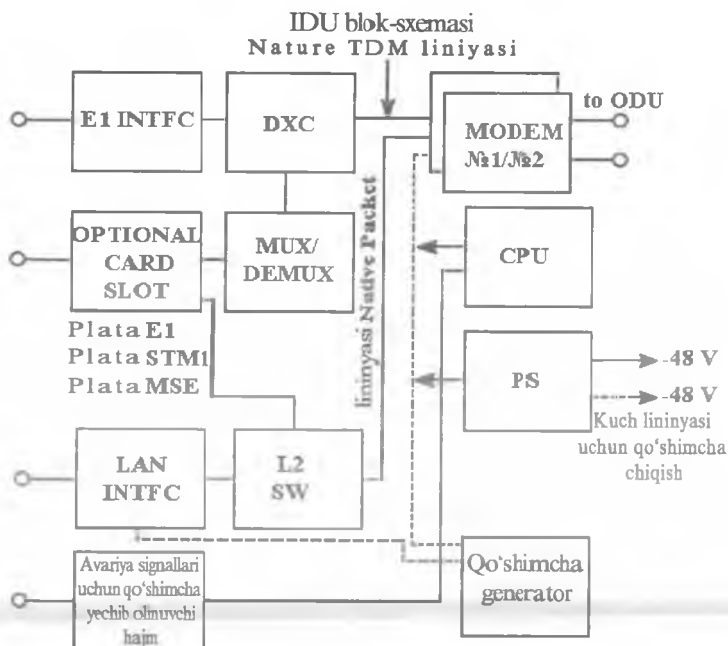 IDU blok-sxemasi
Nature TDM liniyasi
E1 INTFC
DXC
MODEM
№1/№2
to ODU
OPTIONAL
CARD
SLOT
MUX/
DEMUX
lininyasi Native Packet
CPU
Plata E1
Plata STM1
Plata MSE
PS
-48 V
-48 V
Kuch lininyasi
uchun qo‘shimcha
chiqish
LAN
INTFC
L2
SW
Avariya signallari
uchun qo‘shimcha
yechib olinuvchi
hajm
Qo‘shimcha
generator